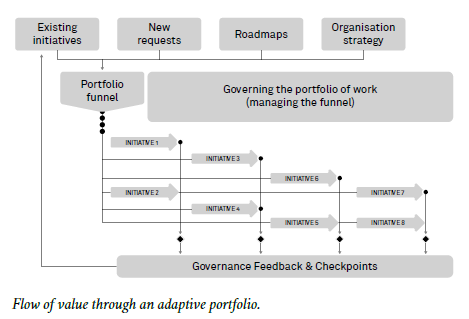 Existing
initiatives
New
requests
Roadmaps
Organisation
strategy
Portfolio
funnel
Governing the portfolio of work
(managing the funnel)
INITIATIVE 1
INITIATIVE 3
INITIATIVE 6
INITIATIVE 2
INITIATIVE 7
INITIATIVE 4
INITIATIVE 5
INITIATIVE 8
Governance Feedback & Checkpoints
Flow of value through an adaptive portfolio.